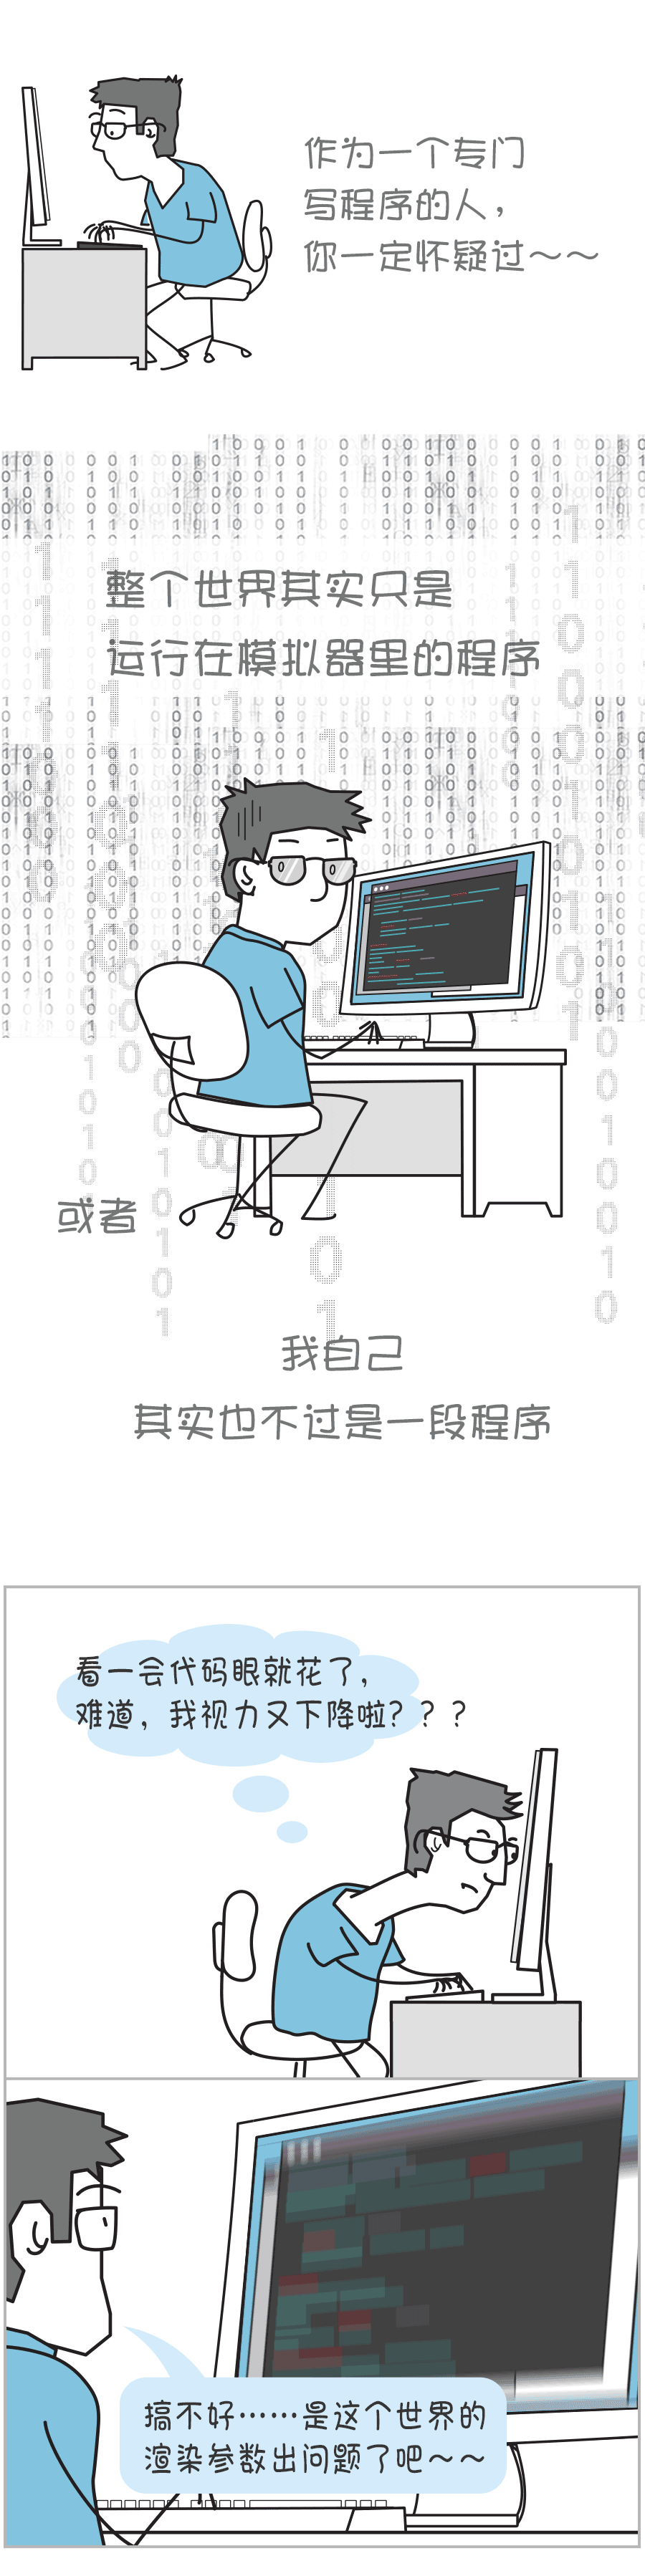 作为一个专门
写程序的人，
你一定怀疑过～～
整个世界其实只是
运行在模拟器里的程序
或者
我自己
其实也不过是一段程序
看一会代码眼就花了，
难道，我视力又下降啦？？？
搞不好……是这个世界的
渲染参数出问题了吧～～